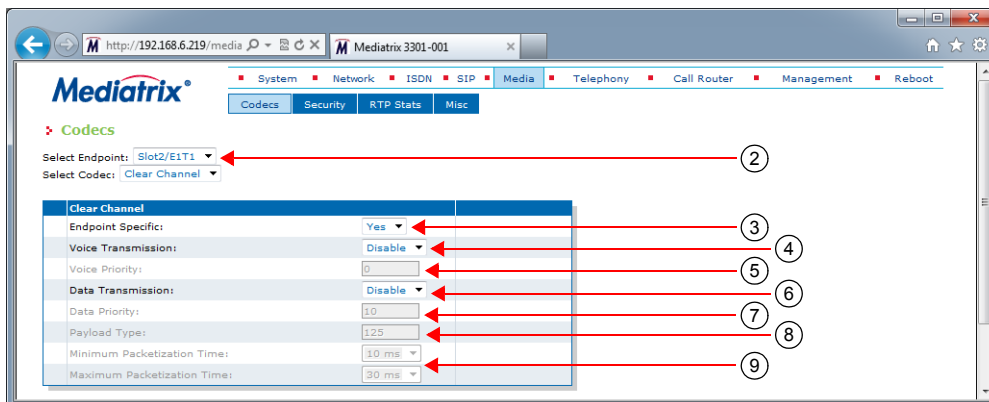 http://192.168.6.219/media
Mediatrix 3301-001
Mediatrix®
System Network ISDN SIP Media Telephony Call Router Management Reboot
Codecs Security RTP Stats Misc
Codecs
Select Endpoint: Slot2/E1T1 2
Select Codec: Clear Channel
Clear Channel
Endpoint Specific: Yes 3
Voice Transmission: Disable 4
Voice Priority: 0 5
Data Transmission: Disable 6
Data Priority: 10 7
Payload Type: 125 8
Minimum Packetization Time: 10 ms 9
Maximum Packetization Time: 30 ms